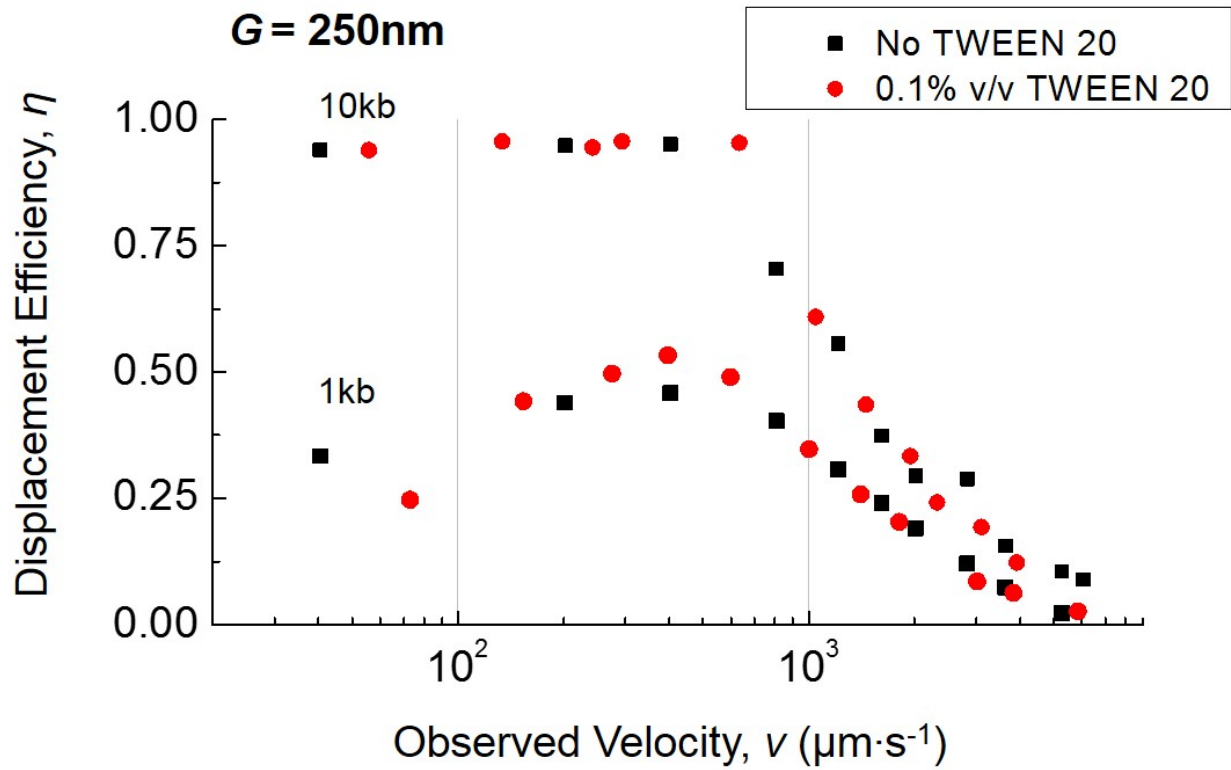 G = 250nm
No TWEEN 20
0.1% v/v TWEEN 20
Displacement Efficiency, η
1.00
0.75
0.50
0.25
0.00
10kb
1kb
10²
10³
Observed Velocity, v (μm·s⁻¹)